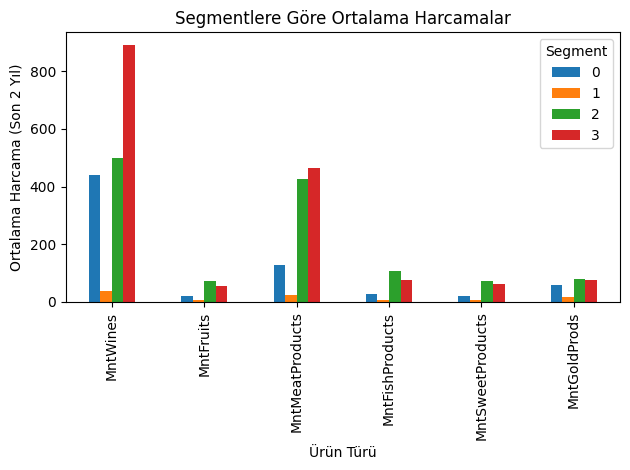 Segmentlere Göre Ortalama Harcamalar
Ortalama Harcama (Son 2 Yıl)
800
600
400
200
0
Segment
0
1
2
3
MntWines
MntFruits
MntMeatProducts
MntFishProducts
MntSweetProducts
MntGoldProds
Ürün Türü